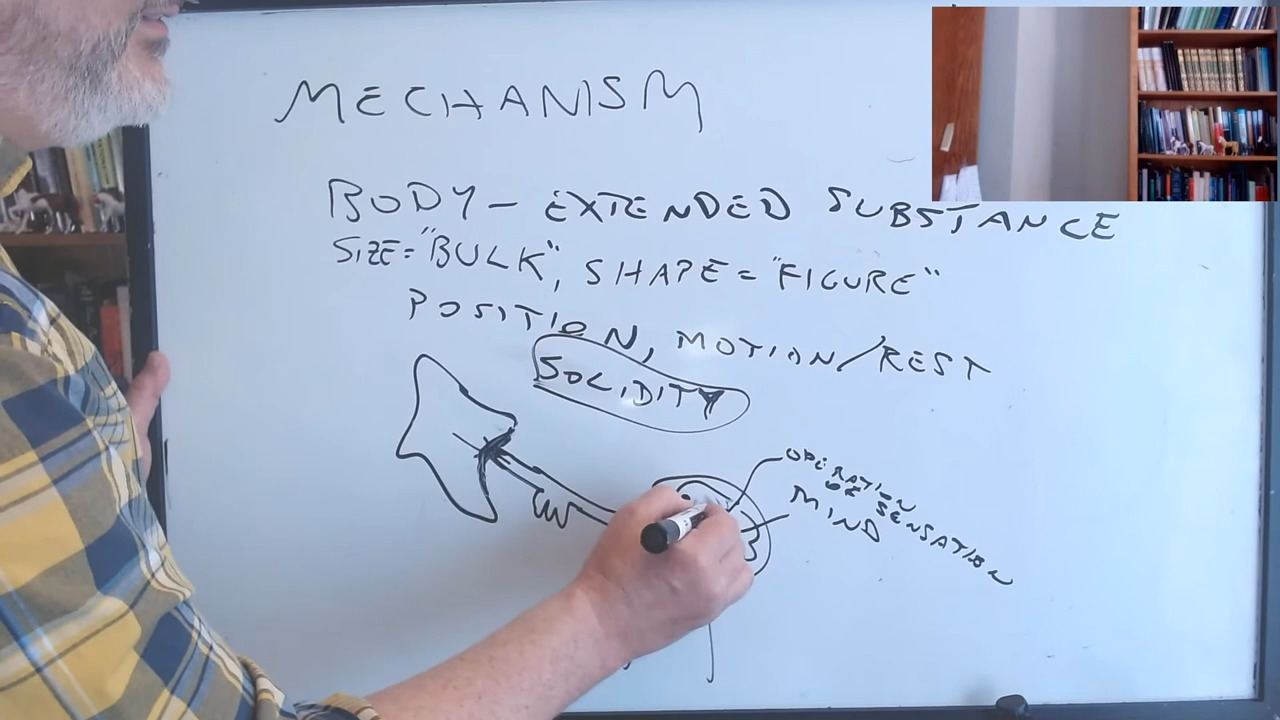 MECHANISM
BODY - EXTENDED SUBSTANCE
SIZE = "BULK", SHAPE = "FIGURE"
POSITION, MOTION/REST
SOLIDITY
OPERATION
OF SENSATION
MIND